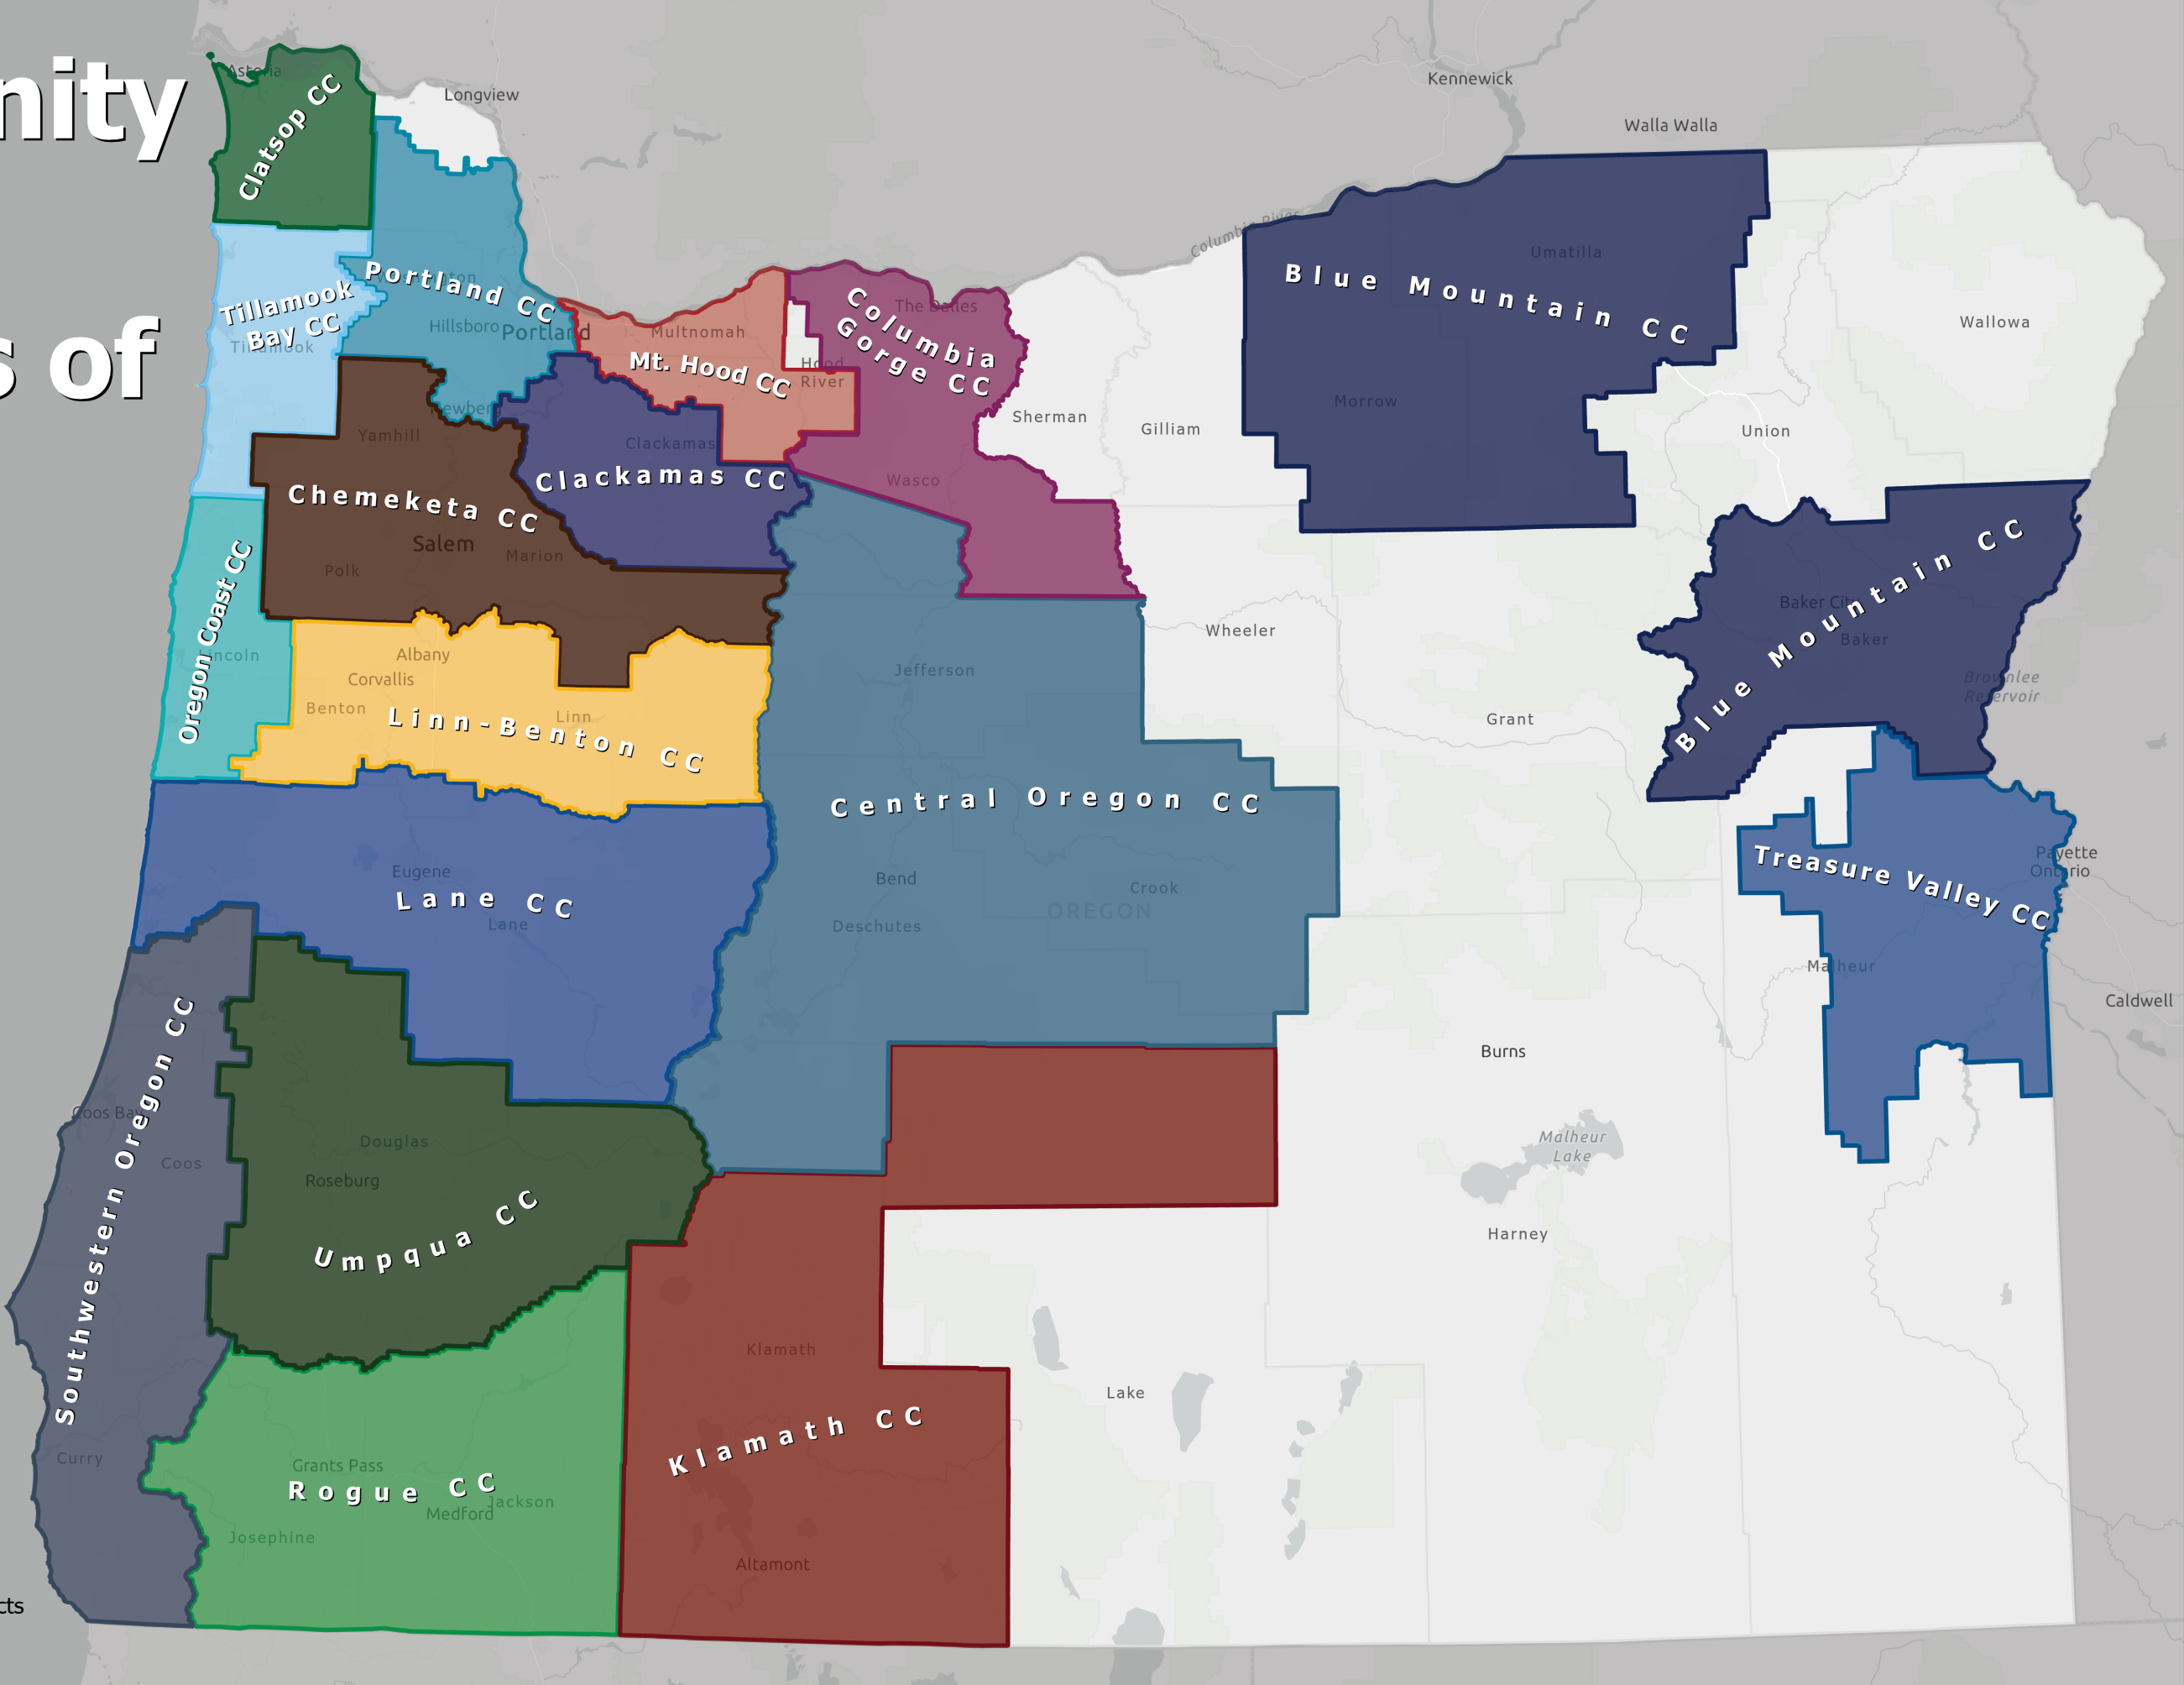 nity
s of
cts
Astoria
Clatsop CC
Longview
Kennewick
Walla Walla
Columbia River
Tillamook
Bay CC
Tillamook
Portland CC
Hillsboro
Portland
Newberg
Multnomah
Mt. Hood CC
Hood
River
The Dalles
Columbia
Gorge CC
Wasco
Sherman
Gilliam
Blue Mountain CC
Umatilla
Morrow
Union
Wallowa
Yamhill
Chemeketa CC
Salem
Marion
Polk
Clackamas
Clackamas CC
Oregon Coast CC
Lincoln
Albany
Corvallis
Benton
Linn
Linn-Benton CC
Jefferson
Wheeler
Grant
Blue Mountain CC
Baker City
Baker
Brownlee
Reservoir
Central Oregon CC
Bend
Crook
OREGON
Deschutes
Eugene
Lane CC
Lane
Treasure Valley CC
Payette
Ontario
Malheur
Caldwell
Burns
Malheur
Lake
Harney
Southwestern Oregon CC
Coos Bay
Coos
Curry
Douglas
Roseburg
Umpqua CC
Klamath
Klamath CC
Altamont
Lake
Grants Pass
Rogue CC
Jackson
Medford
Josephine